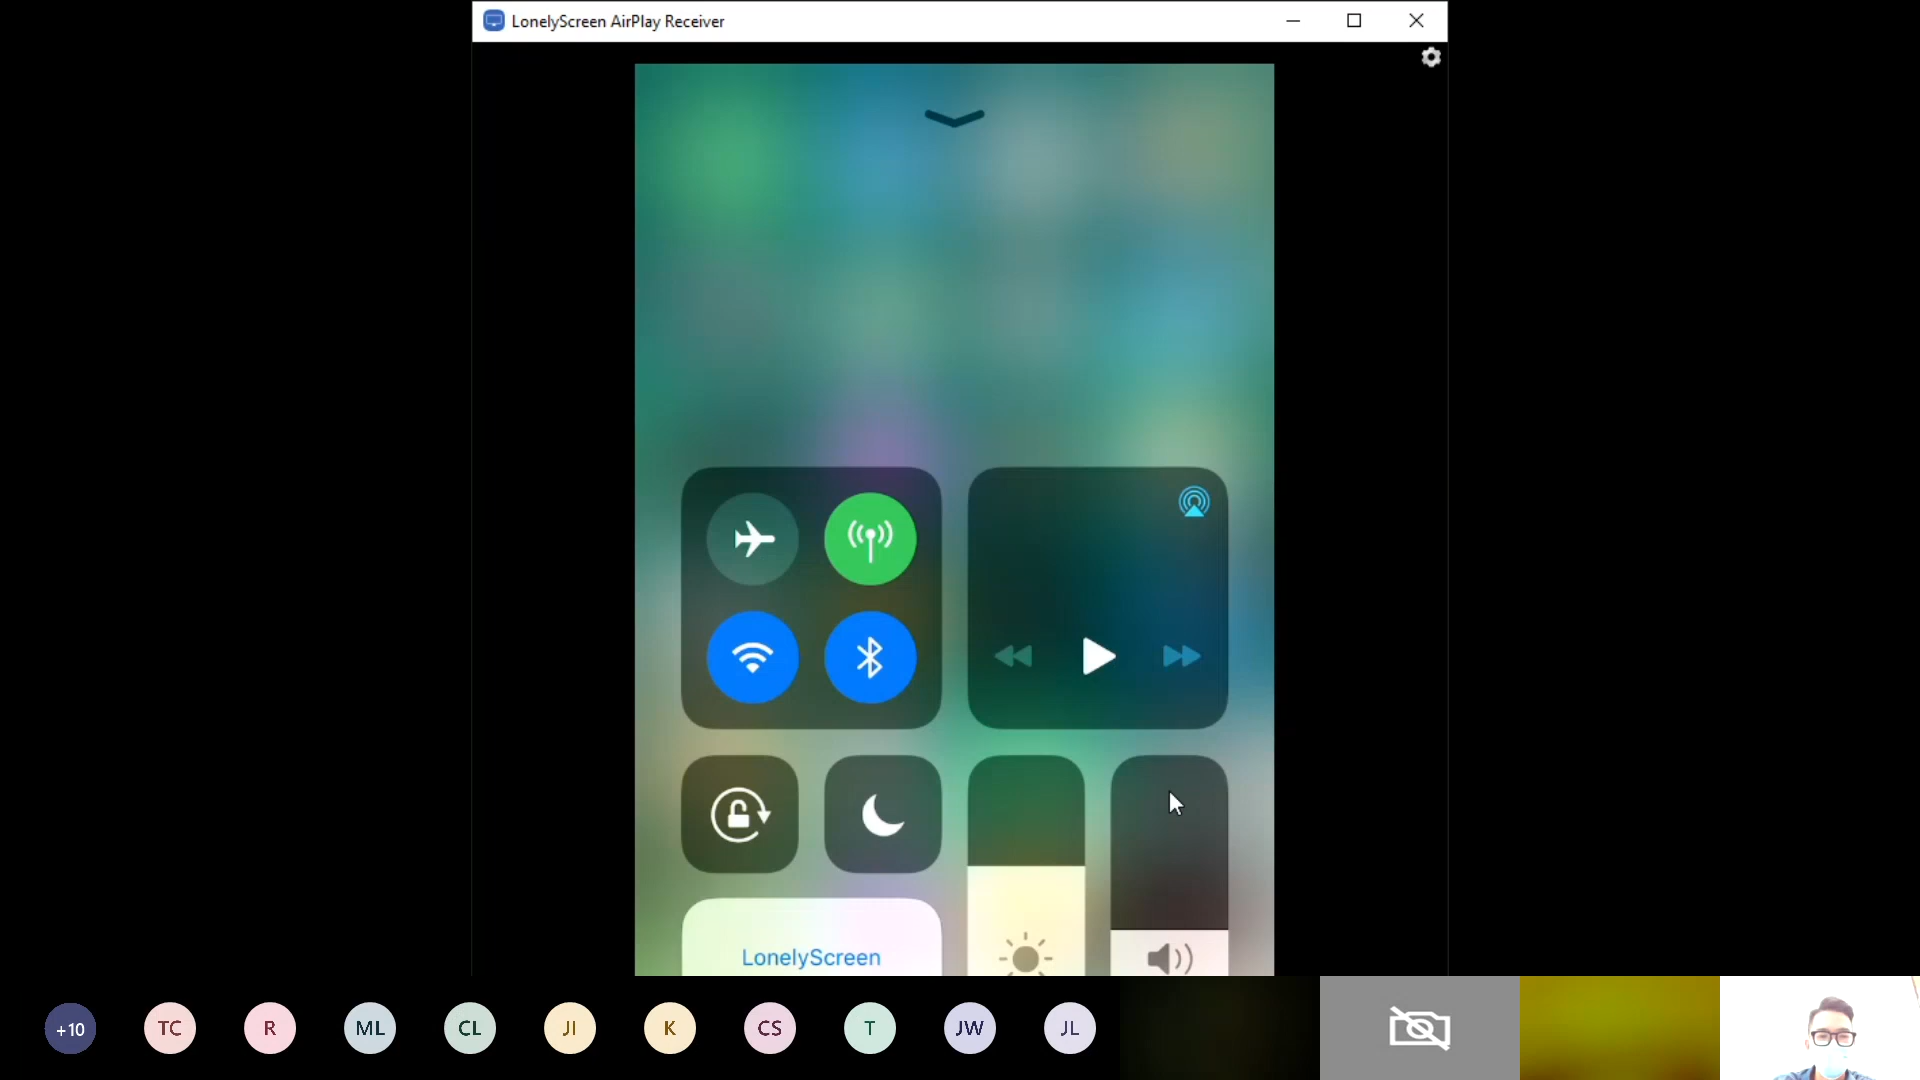 LonelyScreen AirPlay Receiver
LonelyScreen
+10
TC
R
ML
CL
JI
K
CS
T
JW
JL